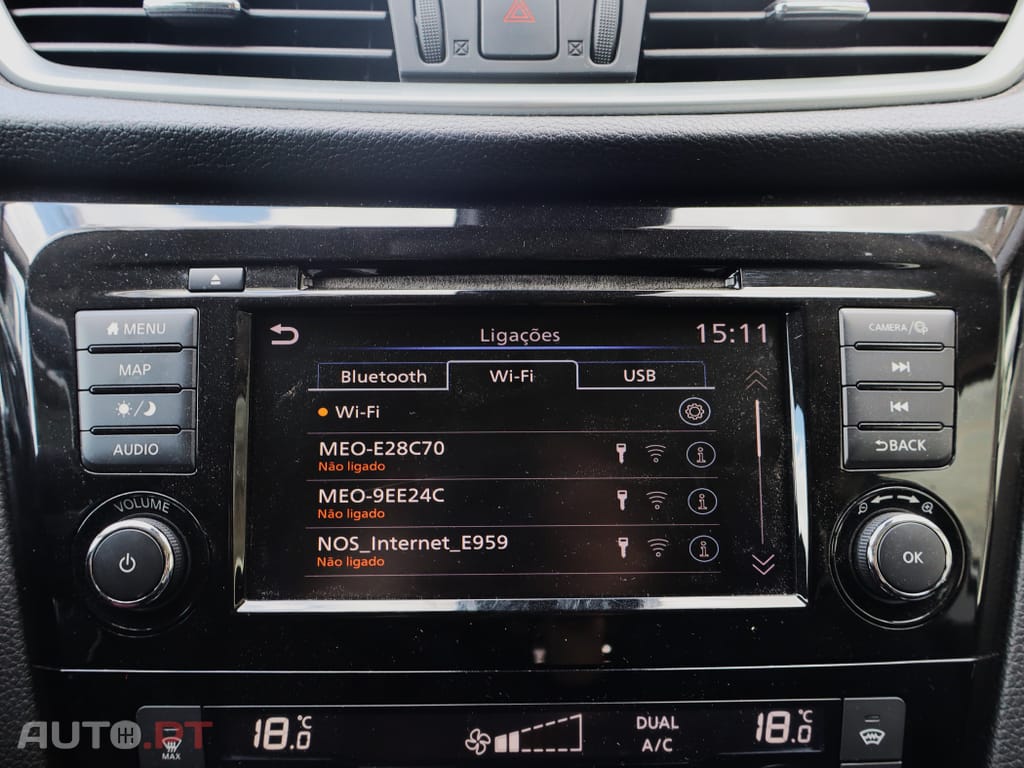 Ligações
15:11
Bluetooth
Wi-Fi
USB
Wi-Fi
MEO-E28C70
Não ligado
MEO-9EE24C
Não ligado
NOS_Internet_E959
Não ligado
MENU
MAP
AUDIO
VOLUME
CAMERA/
BACK
OK
MAX
18.0°C
DUAL
A/C
18.0°C
AUTO.PT